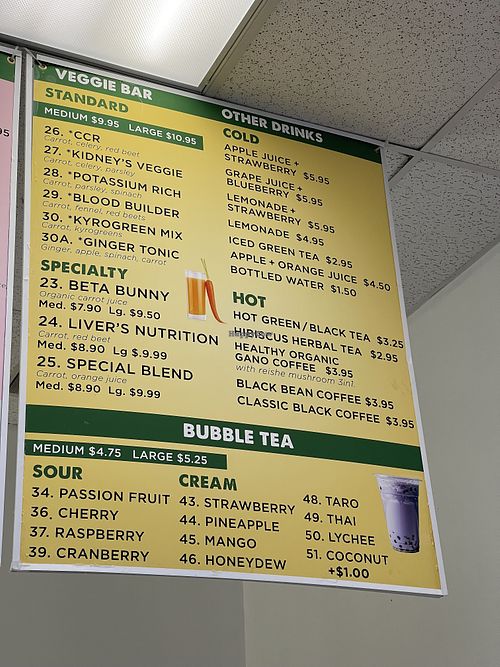 VEGGIE BAR
STANDARD
MEDIUM $9.95 LARGE $10.95
26. *CCR
Carrot, celery, red beet
27. *KIDNEY'S VEGGIE
Carrot, celery, parsley
28. *POTASSIUM RICH
Carrot, parsley, spinach
29. *BLOOD BUILDER
Carrot, fennel, red beets
30. *KYROGREEN MIX
Carrot, kyrogreens
30A. *GINGER TONIC
Ginger, apple, spinach, carrot
SPECIALTY
23. BETA BUNNY
Organic carrot juice
Med. $7.90 Lg. $9.50
24. LIVER'S NUTRITION
Carrot, red beet
Med. $8.90 Lg $.9.99
25. SPECIAL BLEND
Carrot, orange juice
Med. $8.90 Lg. $9.99
OTHER DRINKS
COLD
APPLE JUICE +
STRAWBERRY $5.95
GRAPE JUICE +
BLUEBERRY $5.95
LEMONADE +
STRAWBERRY $5.95
LEMONADE $4.95
ICED GREEN TEA $2.95
APPLE + ORANGE JUICE $4.50
BOTTLED WATER $1.50
HOT
HOT GREEN/BLACK TEA $3.25
HIBISCUS HERBAL TEA $2.95
HEALTHY ORGANIC
GANO COFFEE $3.95
with reishe mushroom 3in1.
BLACK BEAN COFFEE $3.95
CLASSIC BLACK COFFEE $3.95
BUBBLE TEA
MEDIUM $4.75 LARGE $5.25
SOUR
34. PASSION FRUIT
36. CHERRY
37. RASPBERRY
39. CRANBERRY
CREAM
43. STRAWBERRY
44. PINEAPPLE
45. MANGO
46. HONEYDEW
48. TARO
49. THAI
50. LYCHEE
51. COCONUT
+$1.00